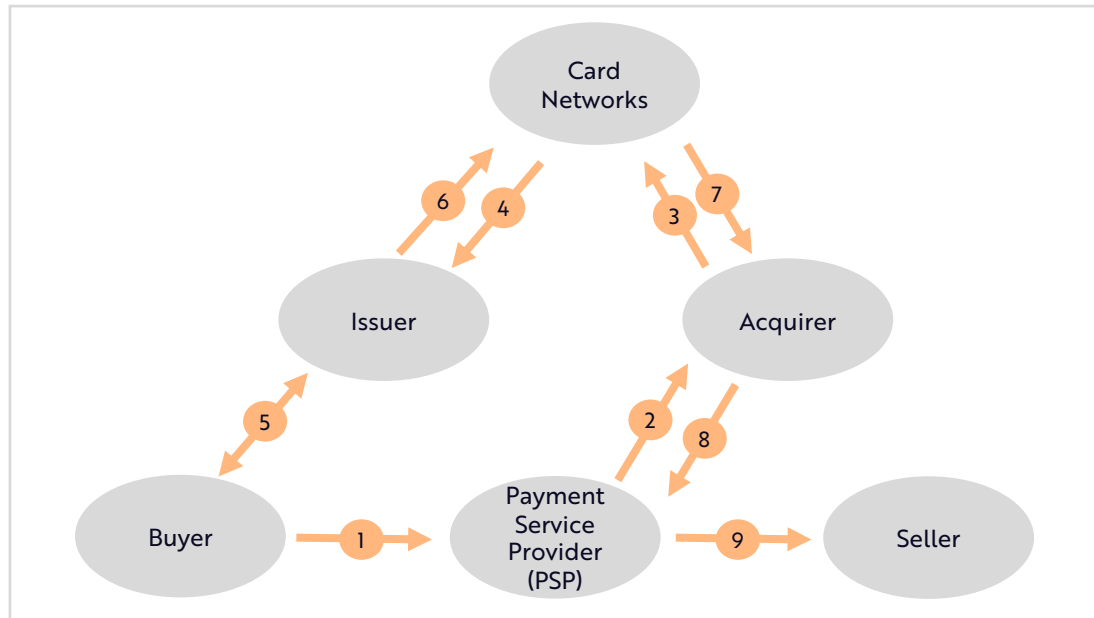 Card
Networks
6
4
3
7
Issuer
Acquirer
5
2
8
Buyer
1
Payment
Service
Provider
(PSP)
9
Seller